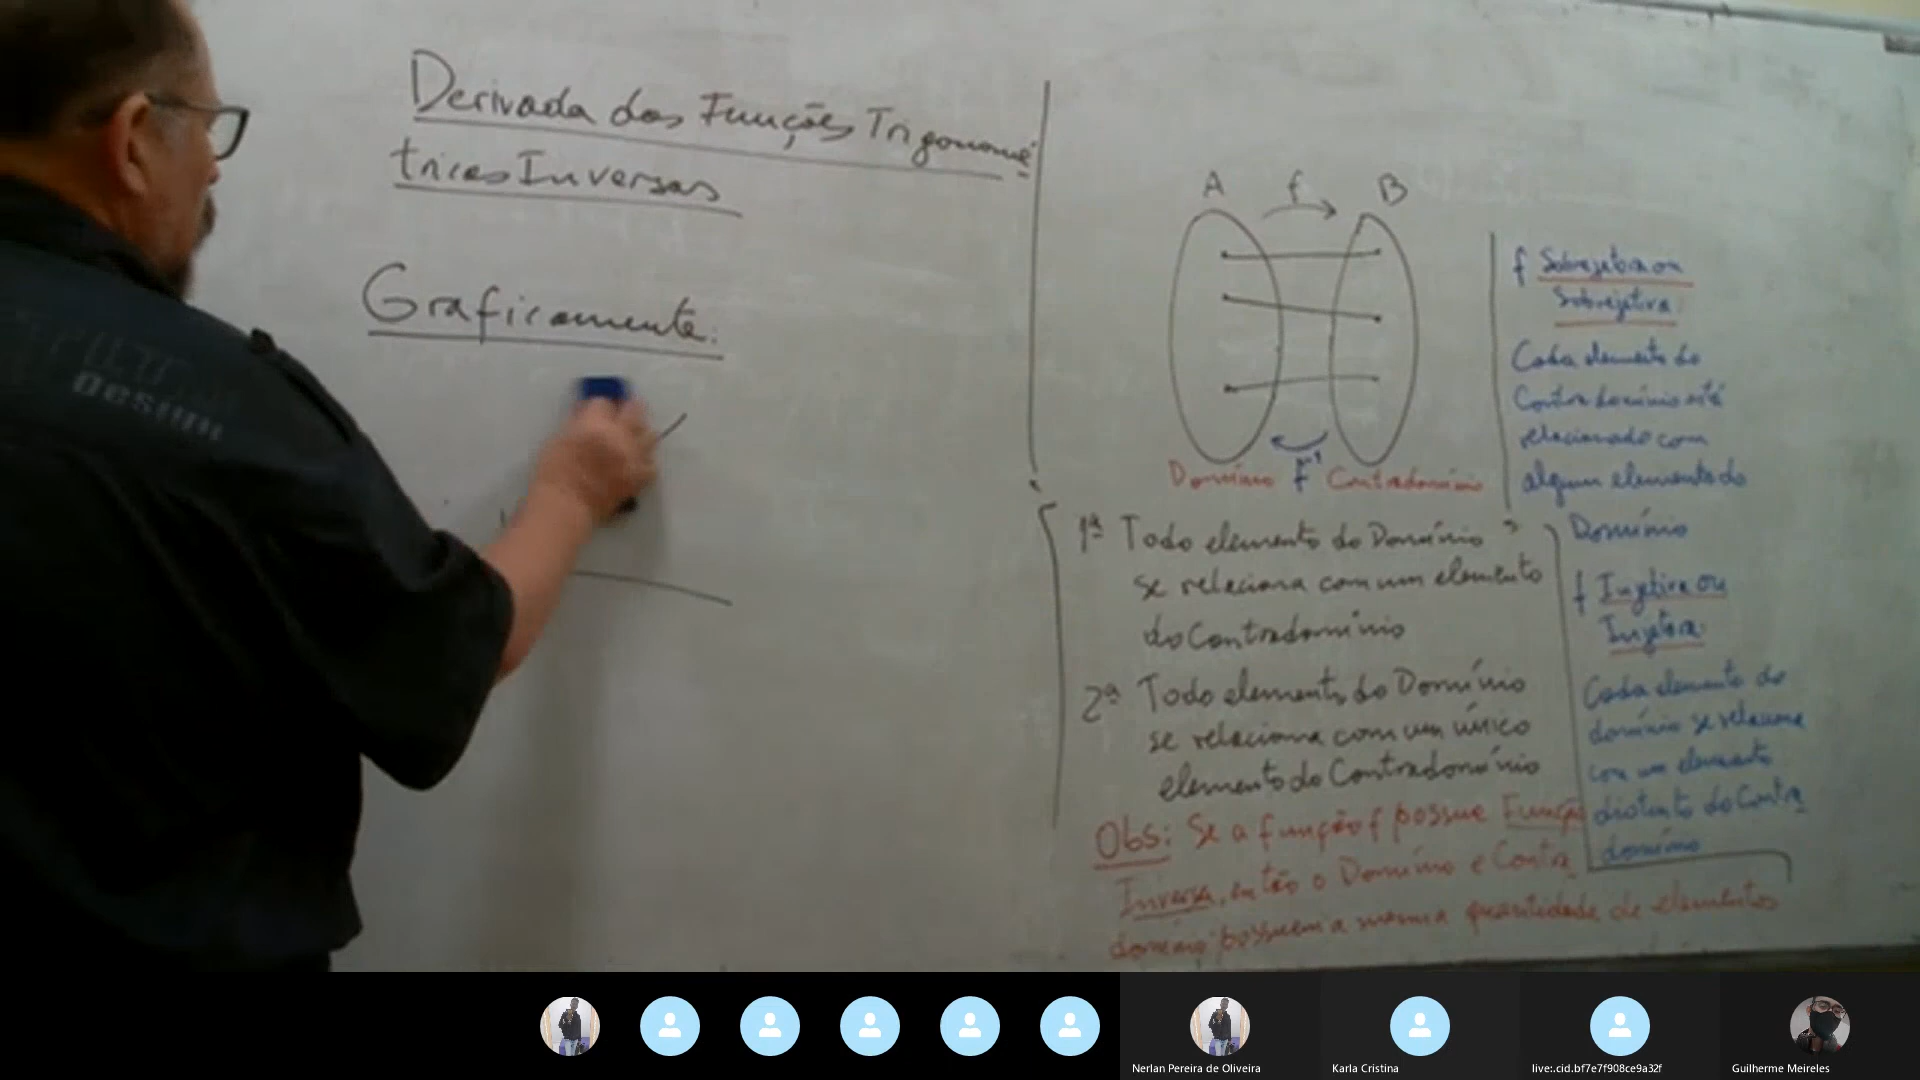 Derivada das Funções Trigonomé
tricas Inversas
Graficamente:
Design
A f B
Domínio f⁻¹ Contradomínio
1ª Todo elemento do Domínio
se relaciona com um elemento
do Contradomínio
2ª Todo elemento do Domínio
se relaciona com um único
elemento do Contradomínio
Obs: Se a função f possue Função
Inversa, então o Domínio e Contra
domínio possuem a mesma quantidade de elementos
f Sobrejetora ou
Sobrejetiva:
Cada elemento do
Contradomínio está
relacionado com
algum elemento do
Domínio
f Injetiva ou
Injetora:
Cada elemento do
domínio se relaciona
com um elemento
distinto do Contra
domínio
Nerlan Pereira de Oliveira
Karla Cristina
live:.cid.bf7e7f908ce9a32f
Guilherme Meireles